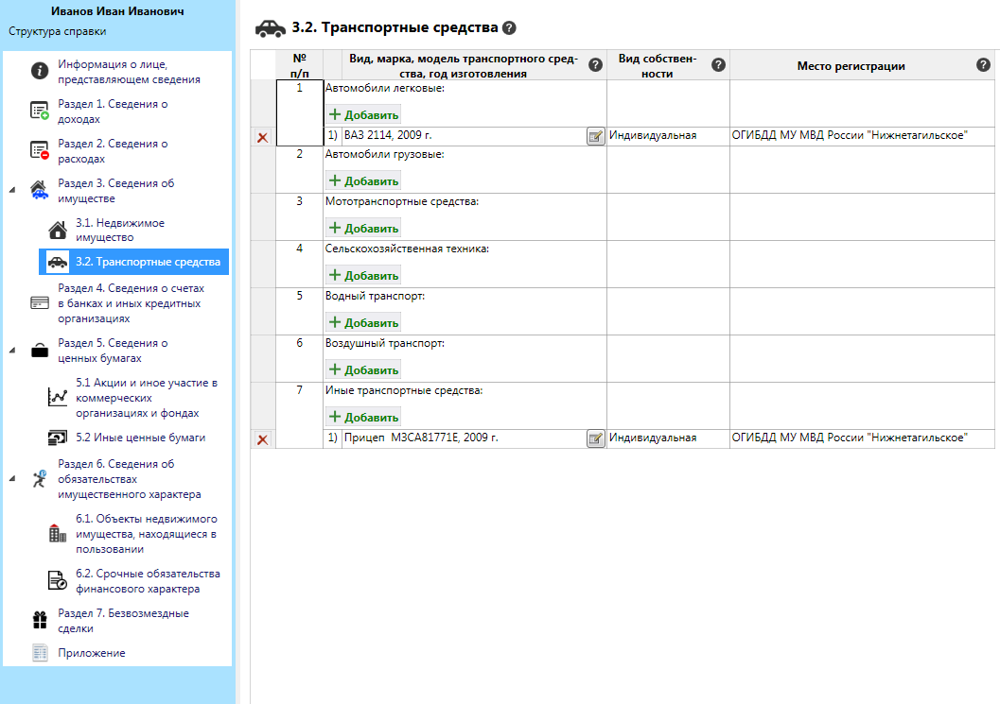 Иванов Иван Иванович
Структура справки
Информация о лице,
представляющем сведения
Раздел 1. Сведения о
доходах
Раздел 2. Сведения о
расходах
Раздел 3. Сведения об
имуществе
3.1. Недвижимое
имущество
3.2. Транспортные средства
Раздел 4. Сведения о счетах
в банках и иных кредитных
организациях
Раздел 5. Сведения о
ценных бумагах
5.1 Акции и иное участие в
коммерческих
организациях и фондах
5.2 Иные ценные бумаги
Раздел 6. Сведения об
обязательствах
имущественного характера
6.1. Объекты недвижимого
имущества, находящиеся в
пользовании
6.2. Срочные обязательства
финансового характера
Раздел 7. Безвозмездные
сделки
Приложение
3.2. Транспортные средства ?
№
п/п
Вид, марка, модель транспортного сред-
ства, год изготовления ?
Вид собствен-
ности ?
Место регистрации ?
1 Автомобили легковые:
+ Добавить
1) ВАЗ 2114, 2009 г. Индивидуальная ОГИБДД МУ МВД России "Нижнетагильское"
2 Автомобили грузовые:
+ Добавить
3 Мототранспортные средства:
+ Добавить
4 Сельскохозяйственная техника:
+ Добавить
5 Водный транспорт:
+ Добавить
6 Воздушный транспорт:
+ Добавить
7 Иные транспортные средства:
+ Добавить
1) Прицеп МЗСА81771Е, 2009 г. Индивидуальная ОГИБДД МУ МВД России "Нижнетагильское"